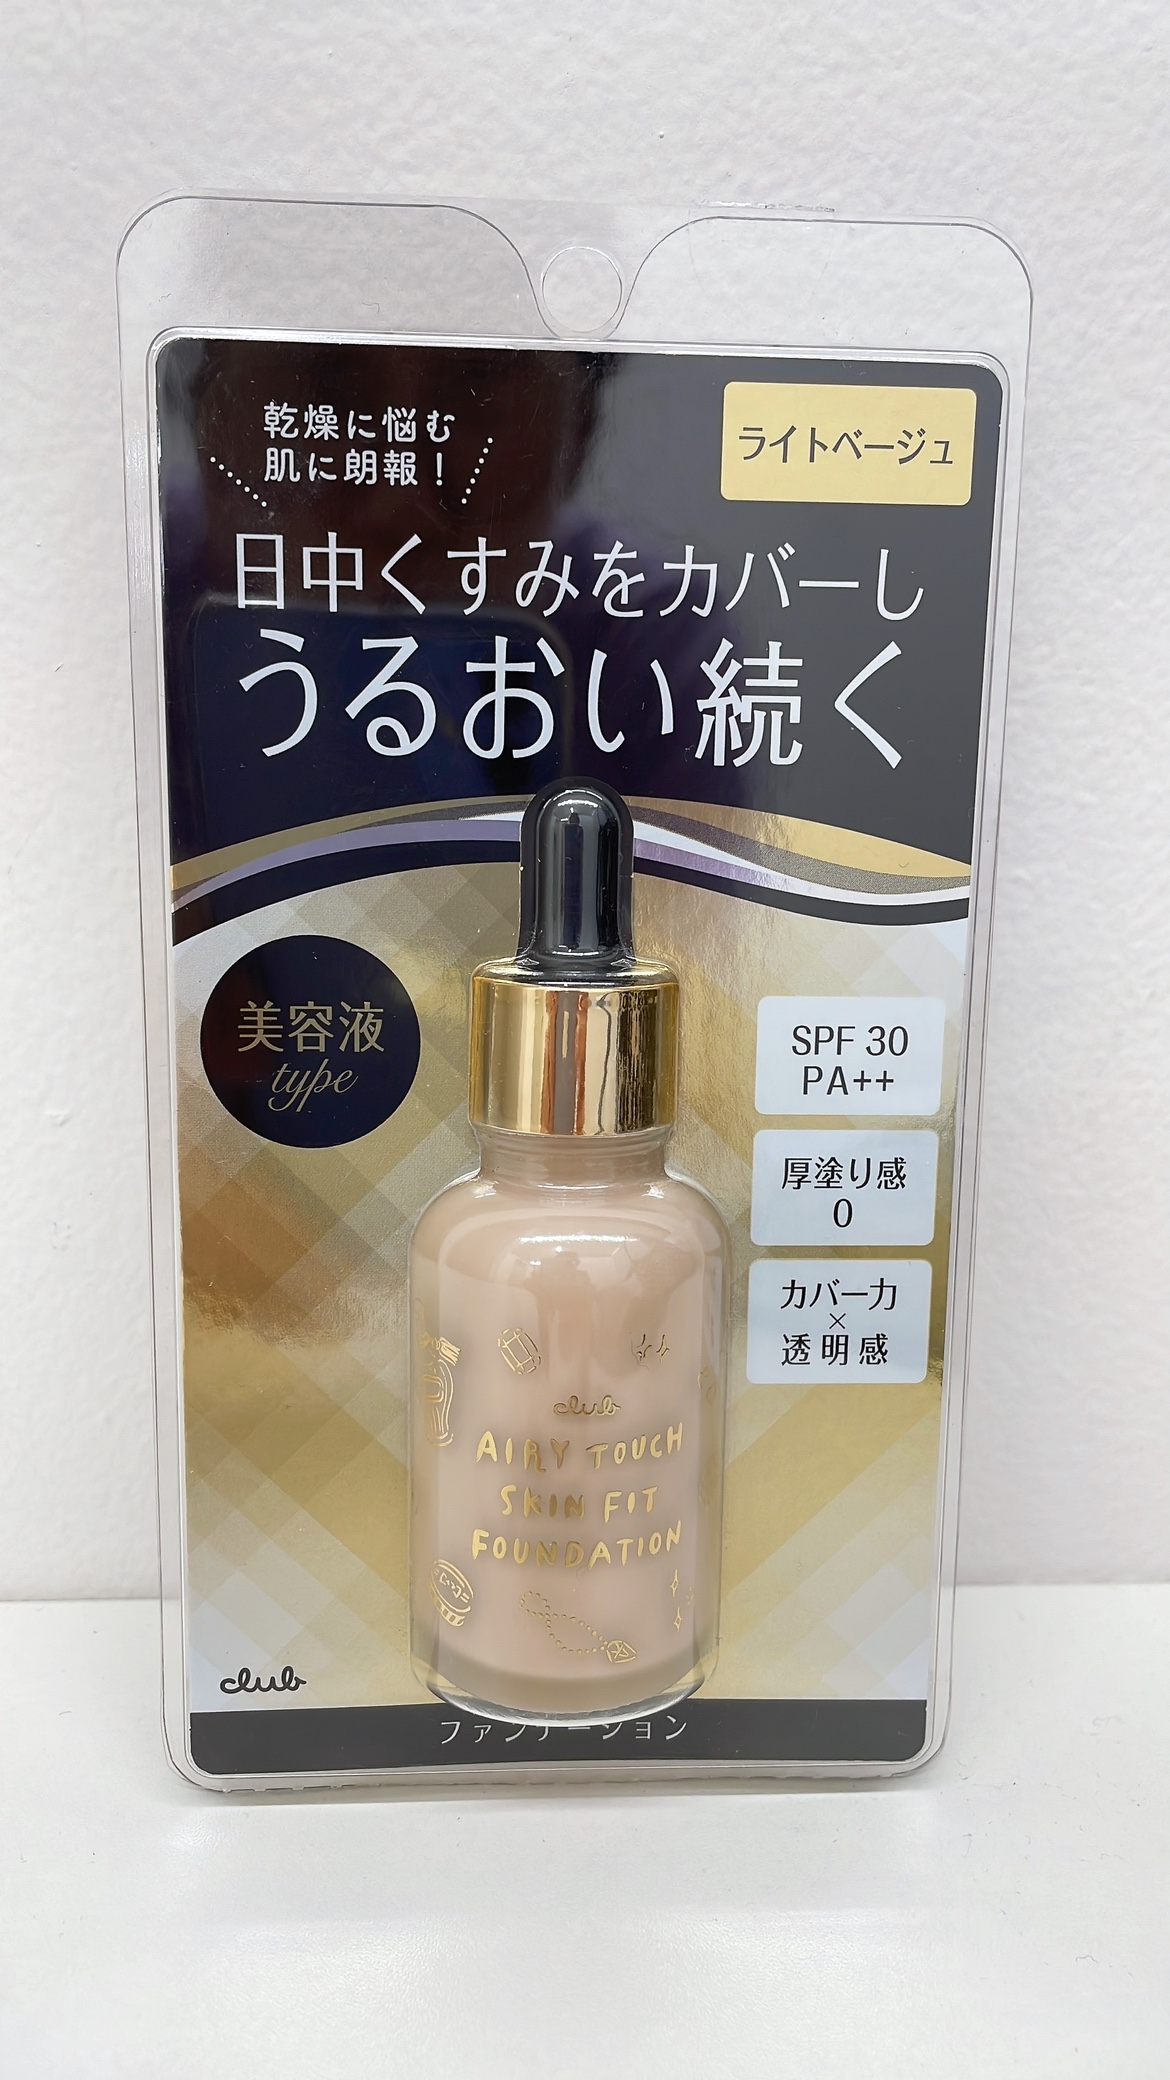 乾燥に悩む
肌に朗報！
ライトベージュ
日中くすみをカバーし
うるおい続く
美容液
type
SPF 30
PA++
厚塗り感
0
カバー力
×
透明感
club
AIRY TOUCH
SKIN FIT
FOUNDATION
club
ファンデーション